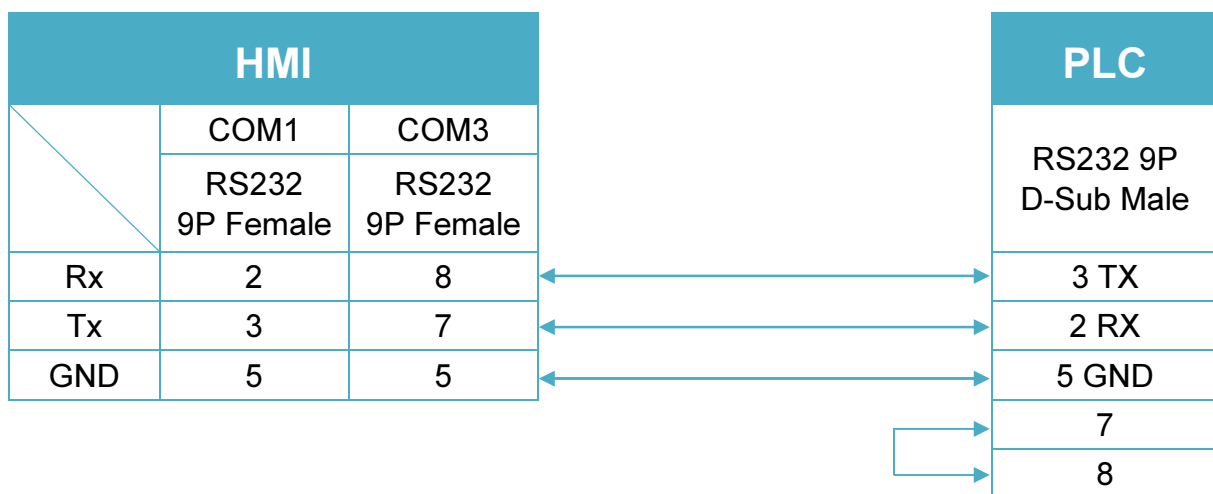 HMI PLC
COM1 COM3
RS232 9P
D-Sub Male
RS232 RS232
9P Female 9P Female
Rx 2 8 3 TX
Tx 3 7 2 RX
GND 5 5 5 GND
7
8